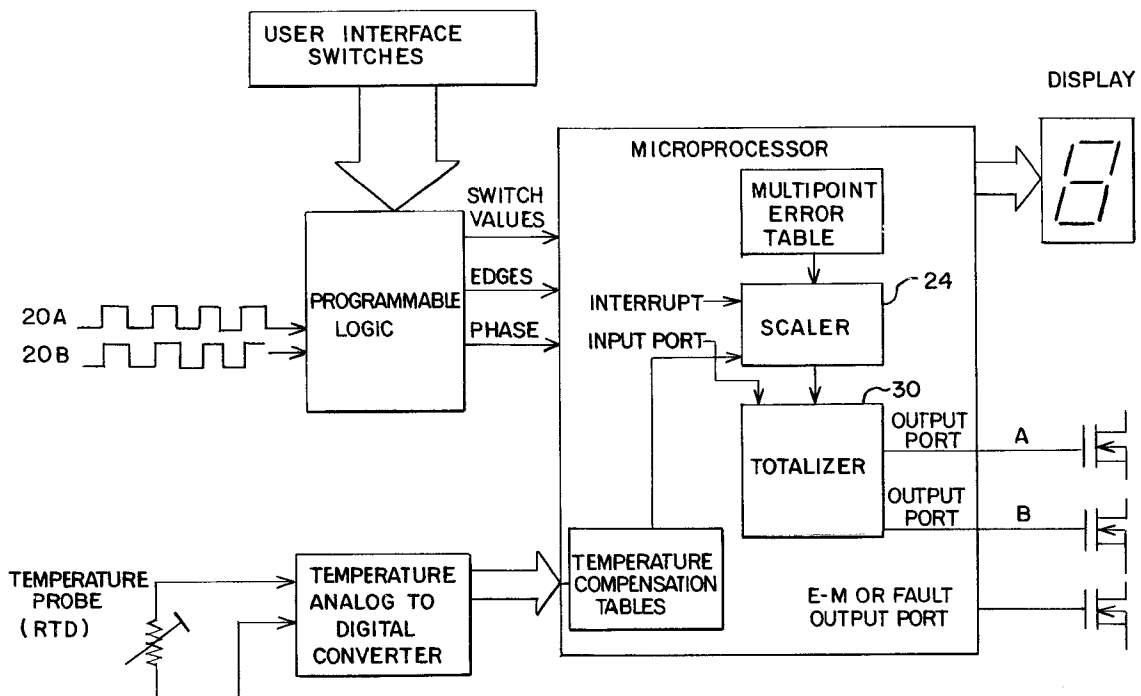 USER INTERFACE
SWITCHES
DISPLAY
MICROPROCESSOR
MULTIPOINT
ERROR
TABLE
SWITCH
VALUES
EDGES
PHASE
PROGRAMMABLE
LOGIC
20A
20B
INTERRUPT
INPUT PORT
24
SCALER
30
TOTALIZER
OUTPUT
PORT
A
OUTPUT
PORT
B
TEMPERATURE
PROBE
(RTD)
TEMPERATURE
ANALOG TO
DIGITAL
CONVERTER
TEMPERATURE
COMPENSATION
TABLES
E-M OR FAULT
OUTPUT PORT